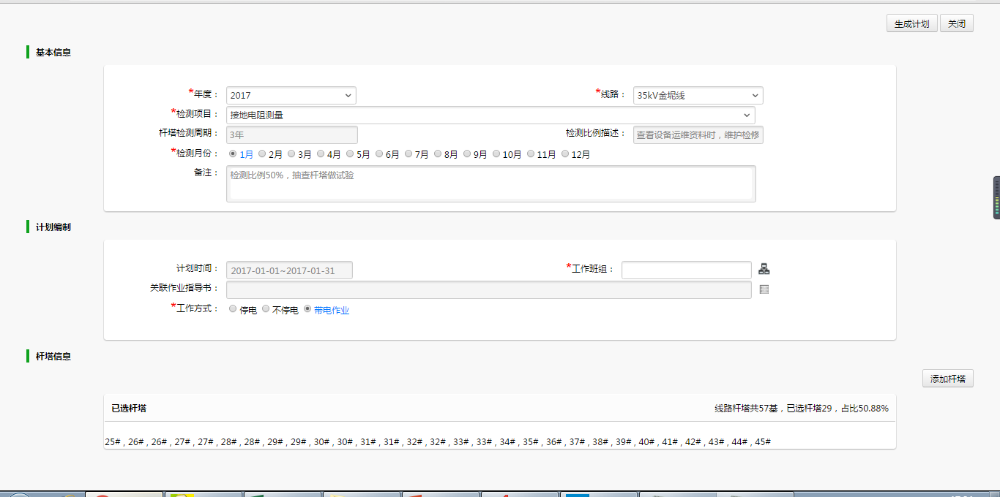 生成计划 关闭
基本信息
*年度： 2017 *线路： 35kV金坭线
*检测项目： 接地电阻测量
杆塔检测周期： 3年 检测比例描述： 查看设备运维资料时，维护检修
*检测月份： 1月 2月 3月 4月 5月 6月 7月 8月 9月 10月 11月 12月
备注： 检测比例50%，抽查杆塔做试验
计划编制
计划时间： 2017-01-01~2017-01-31 *工作班组：
关联作业指导书：
*工作方式： 停电 不停电 带电作业
杆塔信息
添加杆塔
已选杆塔 线路杆塔共57基，已选杆塔29，占比50.88%
25#，26#，26#，27#，27#，28#，28#，29#，29#，30#，30#，31#，31#，32#，32#，33#，33#，34#，35#，36#，37#，38#，39#，40#，41#，42#，43#，44#，45#